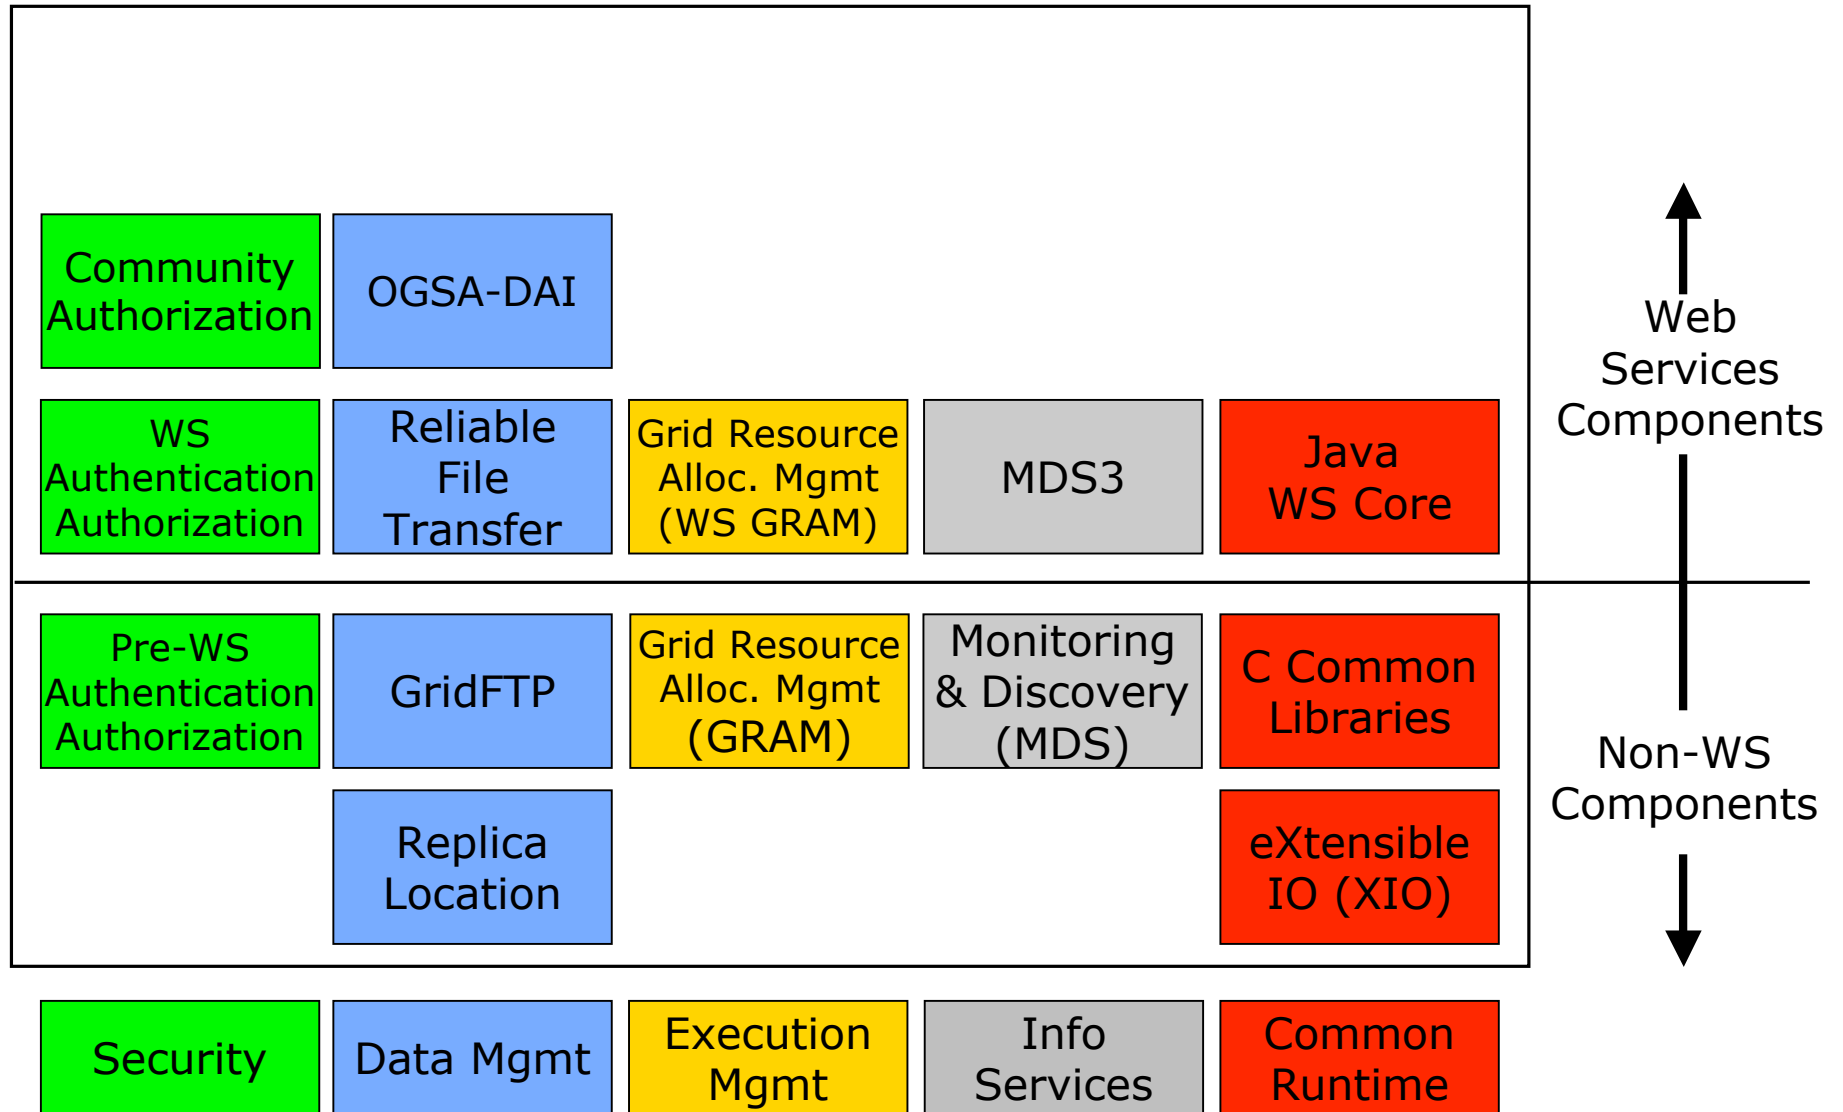 Community
Authorization
OGSA-DAI
WS
Authentication
Authorization
Reliable
File
Transfer
Grid Resource
Alloc. Mgmt
(WS GRAM)
MDS3
Java
WS Core
Web
Services
Components
Pre-WS
Authentication
Authorization
GridFTP
Grid Resource
Alloc. Mgmt
(GRAM)
Monitoring
& Discovery
(MDS)
C Common
Libraries
Non-WS
Components
Replica
Location
eXtensible
IO (XIO)
Security
Data Mgmt
Execution
Mgmt
Info
Services
Common
Runtime